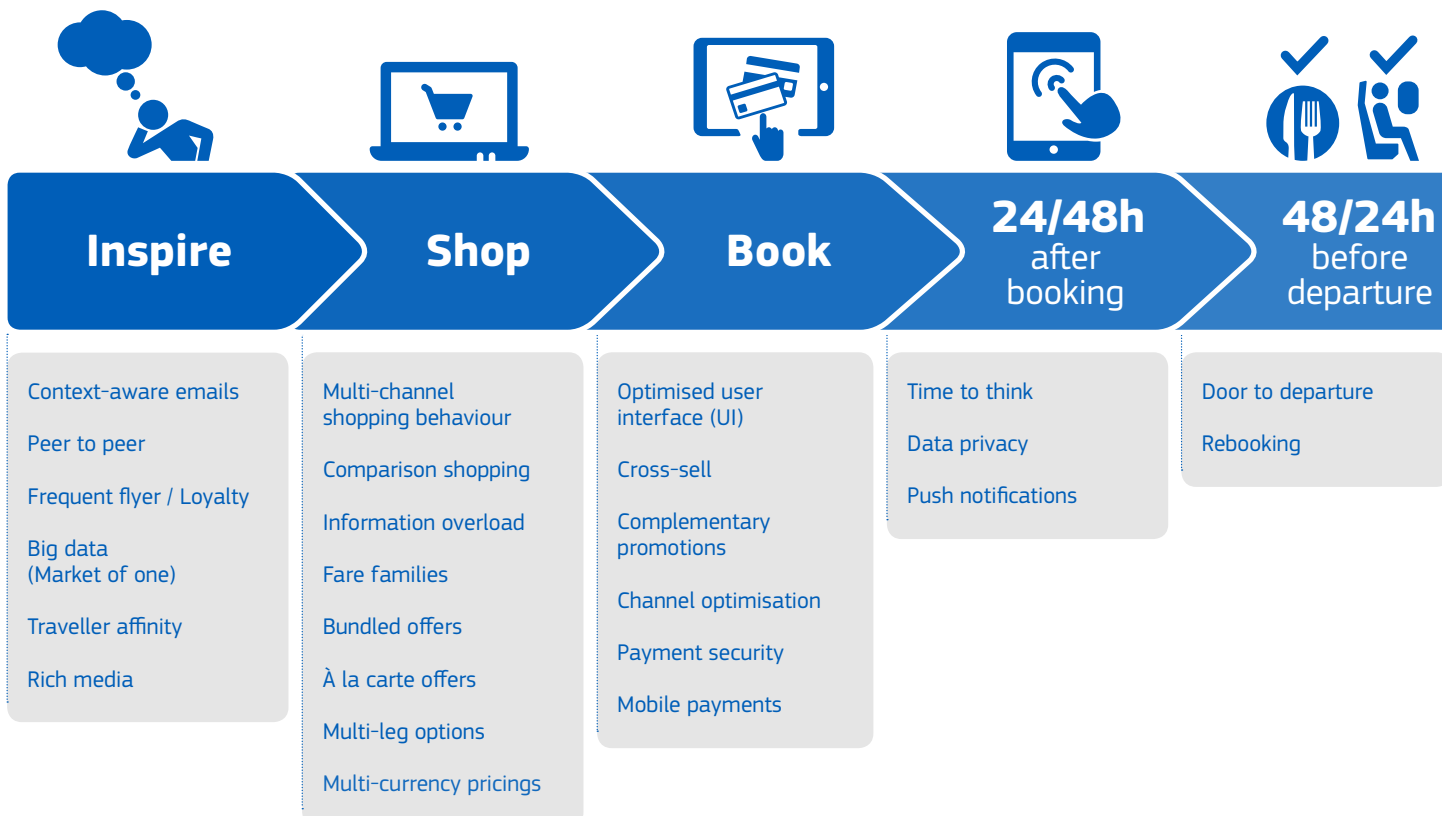 Inspire
Shop
Book
24/48h
after
booking
48/24h
before
departure
Context-aware emails
Peer to peer
Frequent flyer / Loyalty
Big data
(Market of one)
Traveller affinity
Rich media
Multi-channel
shopping behaviour
Comparison shopping
Information overload
Fare families
Bundled offers
À la carte offers
Multi-leg options
Multi-currency pricings
Optimised user
interface (UI)
Cross-sell
Complementary
promotions
Channel optimisation
Payment security
Mobile payments
Time to think
Data privacy
Push notifications
Door to departure
Rebooking